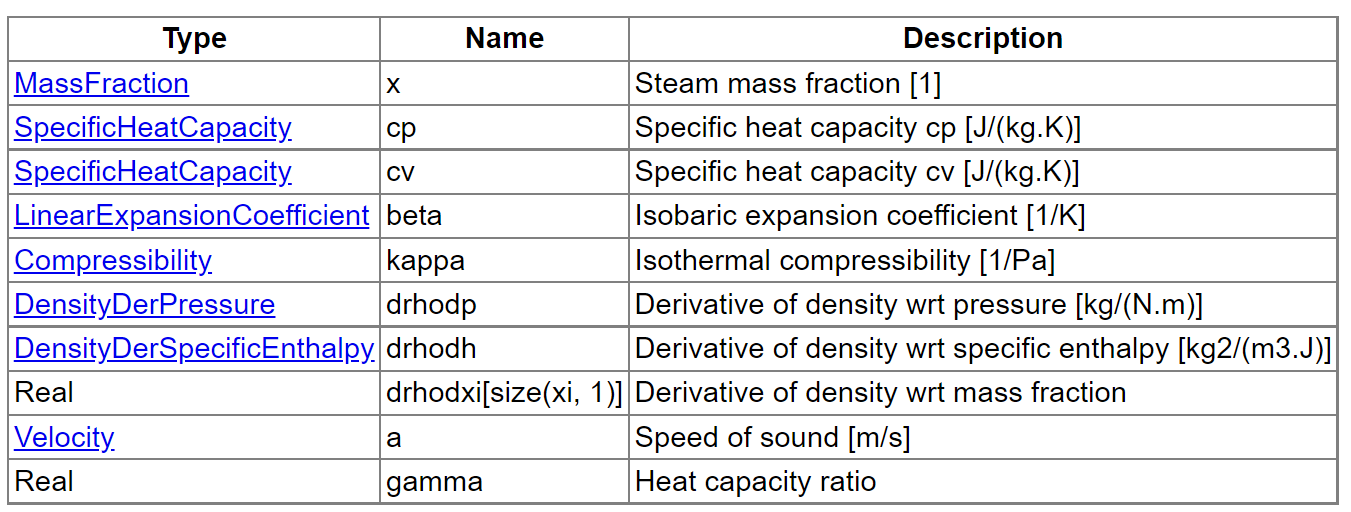 Type Name Description
MassFraction x Steam mass fraction [1]
SpecificHeatCapacity cp Specific heat capacity cp [J/(kg.K)]
SpecificHeatCapacity cv Specific heat capacity cv [J/(kg.K)]
LinearExpansionCoefficient beta Isobaric expansion coefficient [1/K]
Compressibility kappa Isothermal compressibility [1/Pa]
DensityDerPressure drhodp Derivative of density wrt pressure [kg/(N.m)]
DensityDerSpecificEnthalpy drhodh Derivative of density wrt specific enthalpy [kg2/(m3.J)]
Real drhodxi[size(xi, 1)] Derivative of density wrt mass fraction
Velocity a Speed of sound [m/s]
Real gamma Heat capacity ratio